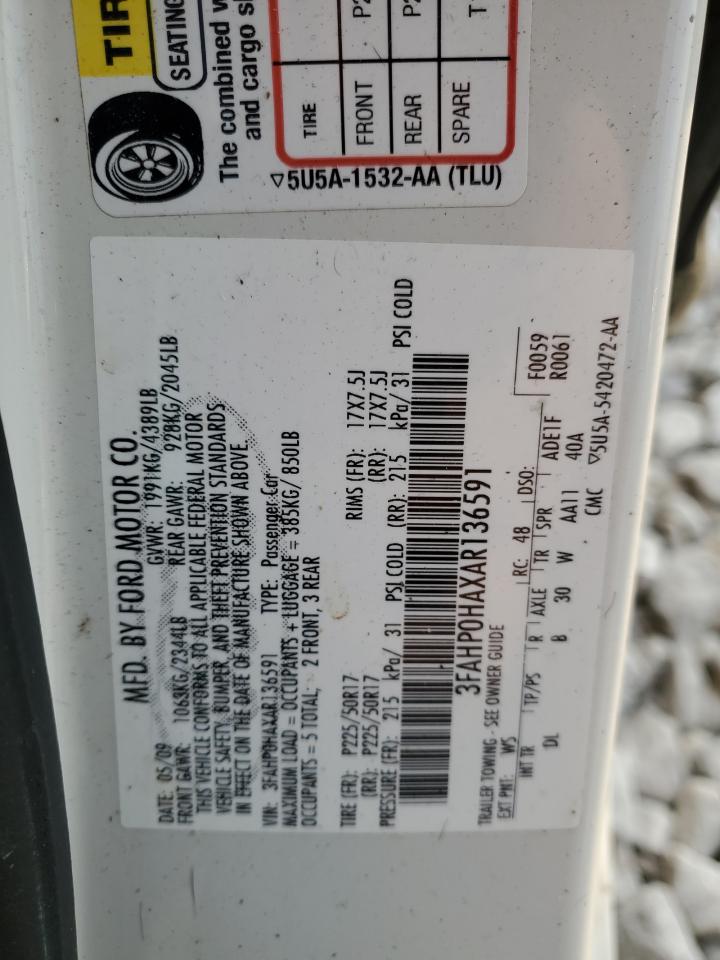 MFD. BY FORD MOTOR CO.
DATE: 05/09 GVWR: 1991KG/4389LB
FRONT GAWR: 1063KG/2344LB REAR GAWR: 928KG/2045LB
THIS VEHICLE CONFORMS TO ALL APPLICABLE FEDERAL MOTOR
VEHICLE SAFETY, BUMPER, AND THEFT PREVENTION STANDARDS
IN EFFECT ON THE DATE OF MANUFACTURE SHOWN ABOVE.
VIN: 3FAHP0HAXAR136591 TYPE: Passenger Car
MAXIMUM LOAD = OCCUPANTS + LUGGAGE = 385KG/ 850LB
OCCUPANTS = 5 TOTAL; 2 FRONT, 3 REAR
TIRE (FR): P225/50R17 RIMS (FR): 17X7.5J
(RR): P225/50R17 (RR): 17X7.5J
PRESSURE (FR): 215 kPa/ 31 PSI COLD (RR): 215 kPa/ 31 PSI COLD
3FAHP0HAXAR136591
TRAILER TOWING - SEE OWNER GUIDE F0059
EXT PNT: WS RC: 48 DSO: R0061
INT TR TP/PS R AXLE TR SPR ADE1F
DL B 30 W AA11 40A
CMC ▽5U5A-5420472-AA
TIR
SEATING
The combined w
and cargo s
TIRE
FRONT P2
REAR P2
SPARE T
▽5U5A-1532-AA (TLU)